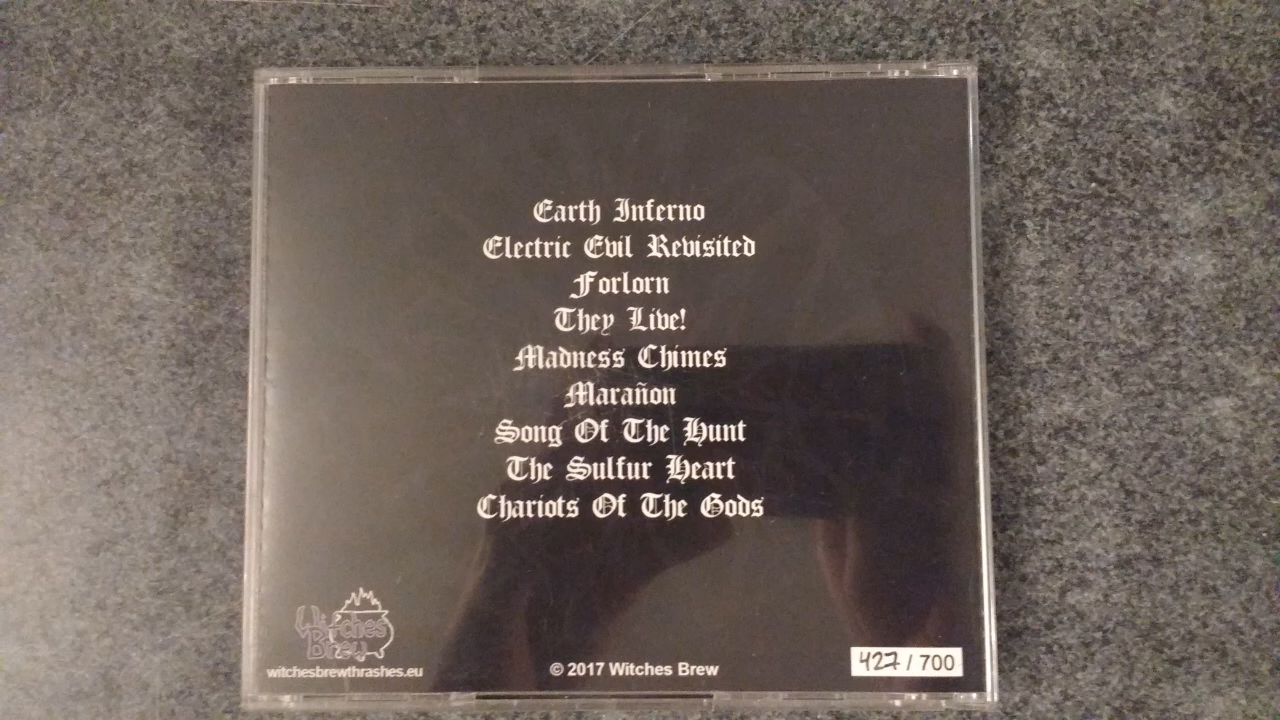 Earth Inferno
Electric Evil Revisited
Forlorn
They Live!
Madness Chimes
Marañon
Song Of The Hunt
The Sulfur Heart
Chariots Of The Gods
Witches
Brew
witchesbrewthrashes.eu
© 2017 Witches Brew
427 / 700